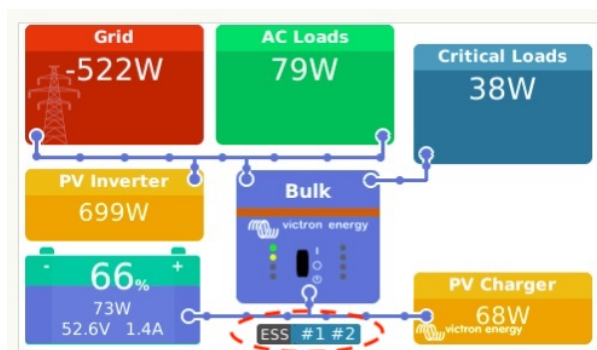 Grid
-522W
AC Loads
79W
Critical Loads
38W
PV Inverter
699W
Bulk
victron energy
- 66% +
73W
52.6V 1.4A
ESS #1 #2
PV Charger
68W
victron energy